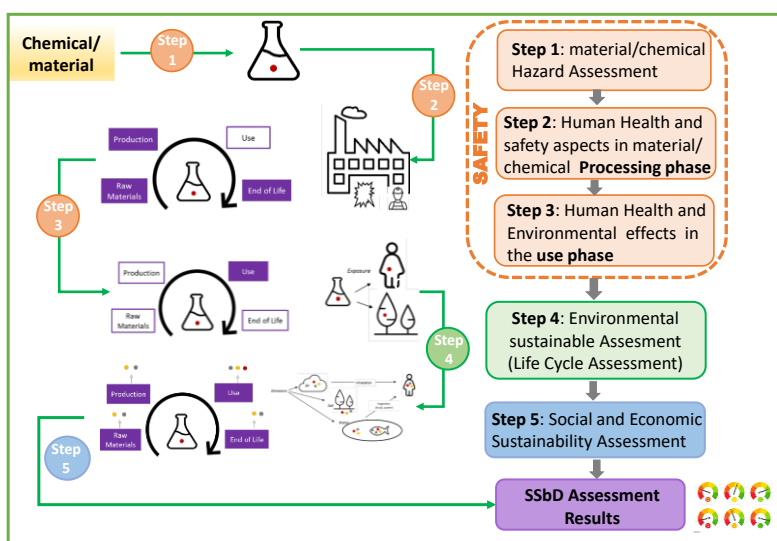 Chemical/
material
Step
1
Step
2
Production
Use
Raw
Materials
End of Life
Step
3
Production
Use
Raw
Materials
End of Life
Exposure
Step
4
Production
Use
Raw
Materials
End of Life
Step
5
SAFETY
Step 1: material/chemical
Hazard Assessment
Step 2: Human Health and
safety aspects in material/
chemical Processing phase
Step 3: Human Health and
Environmental effects in
the use phase
Step 4: Environmental
sustainable Assesment
(Life Cycle Assessment)
Step 5: Social and Economic
Sustainability Assessment
SSbD Assessment
Results